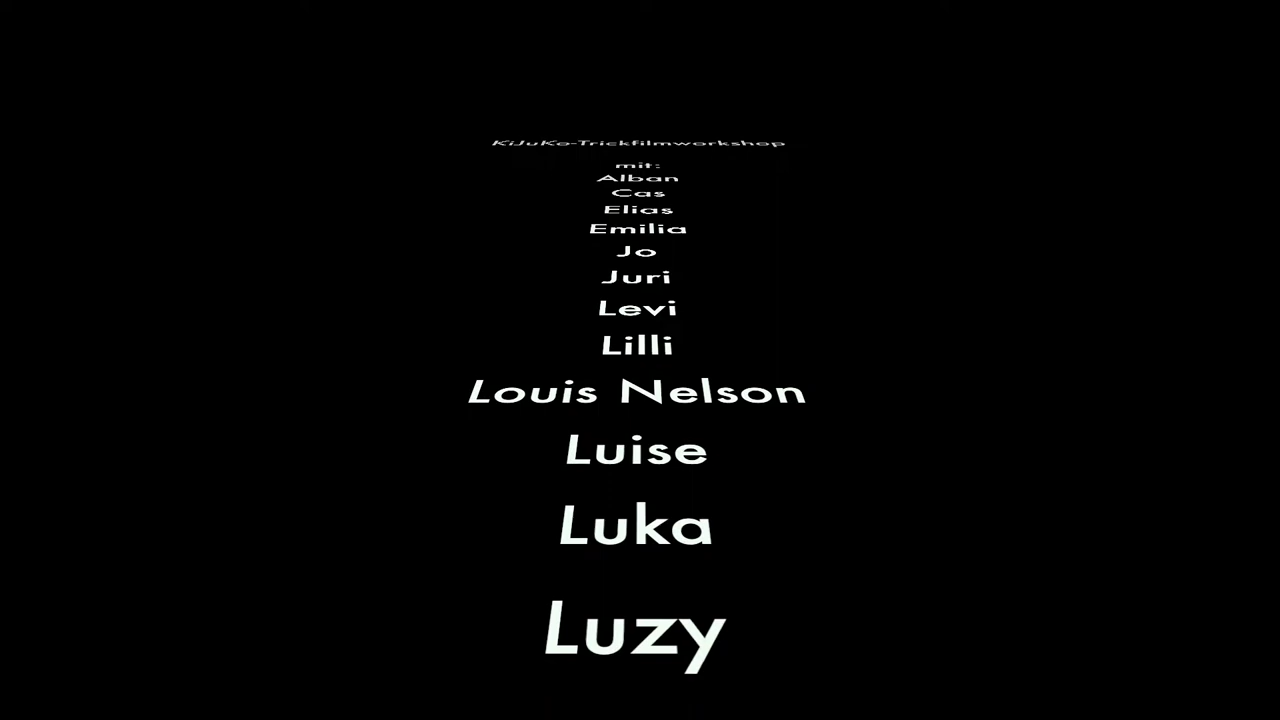 KiJuKo-Trickfilmworkshop
mit:
Alban
Cas
Elias
Emilia
Jo
Juri
Levi
Lilli
Louis Nelson
Luise
Luka
Luzy